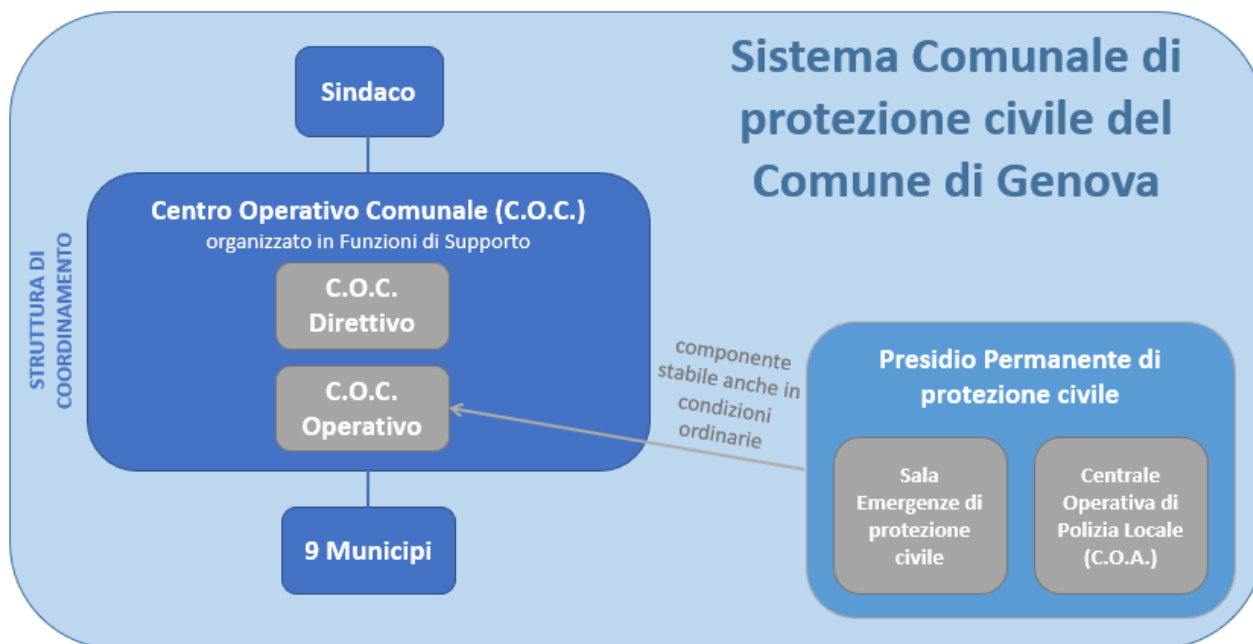 Sistema Comunale di
protezione civile del
Comune di Genova
STRUTTURA DI
COORDINAMENTO
Sindaco
Centro Operativo Comunale (C.O.C.)
organizzato in Funzioni di Supporto
C.O.C.
Direttivo
C.O.C.
Operativo
9 Municipi
componente
stabile anche in
condizioni
ordinarie
Presidio Permanente di
protezione civile
Sala
Emergenze di
protezione
civile
Centrale
Operativa di
Polizia Locale
(C.O.A.)